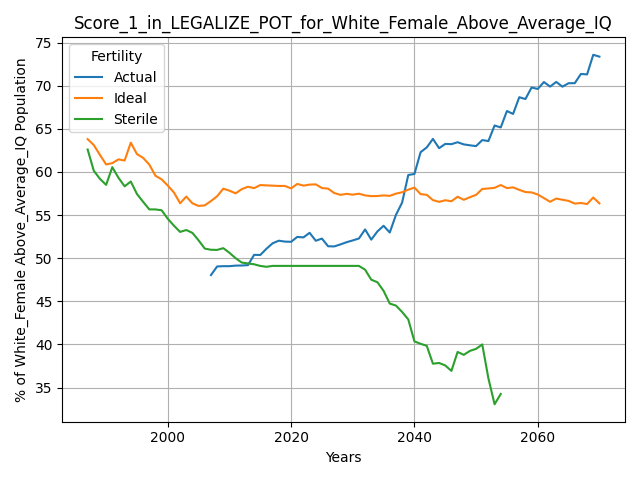 Score_1_in_LEGALIZE_POT_for_White_Female_Above_Average_IQ
Fertility
Actual
Ideal
Sterile
% of White_Female Above_Average_IQ Population
75
70
65
60
55
50
45
40
35
2000
2020
2040
2060
Years